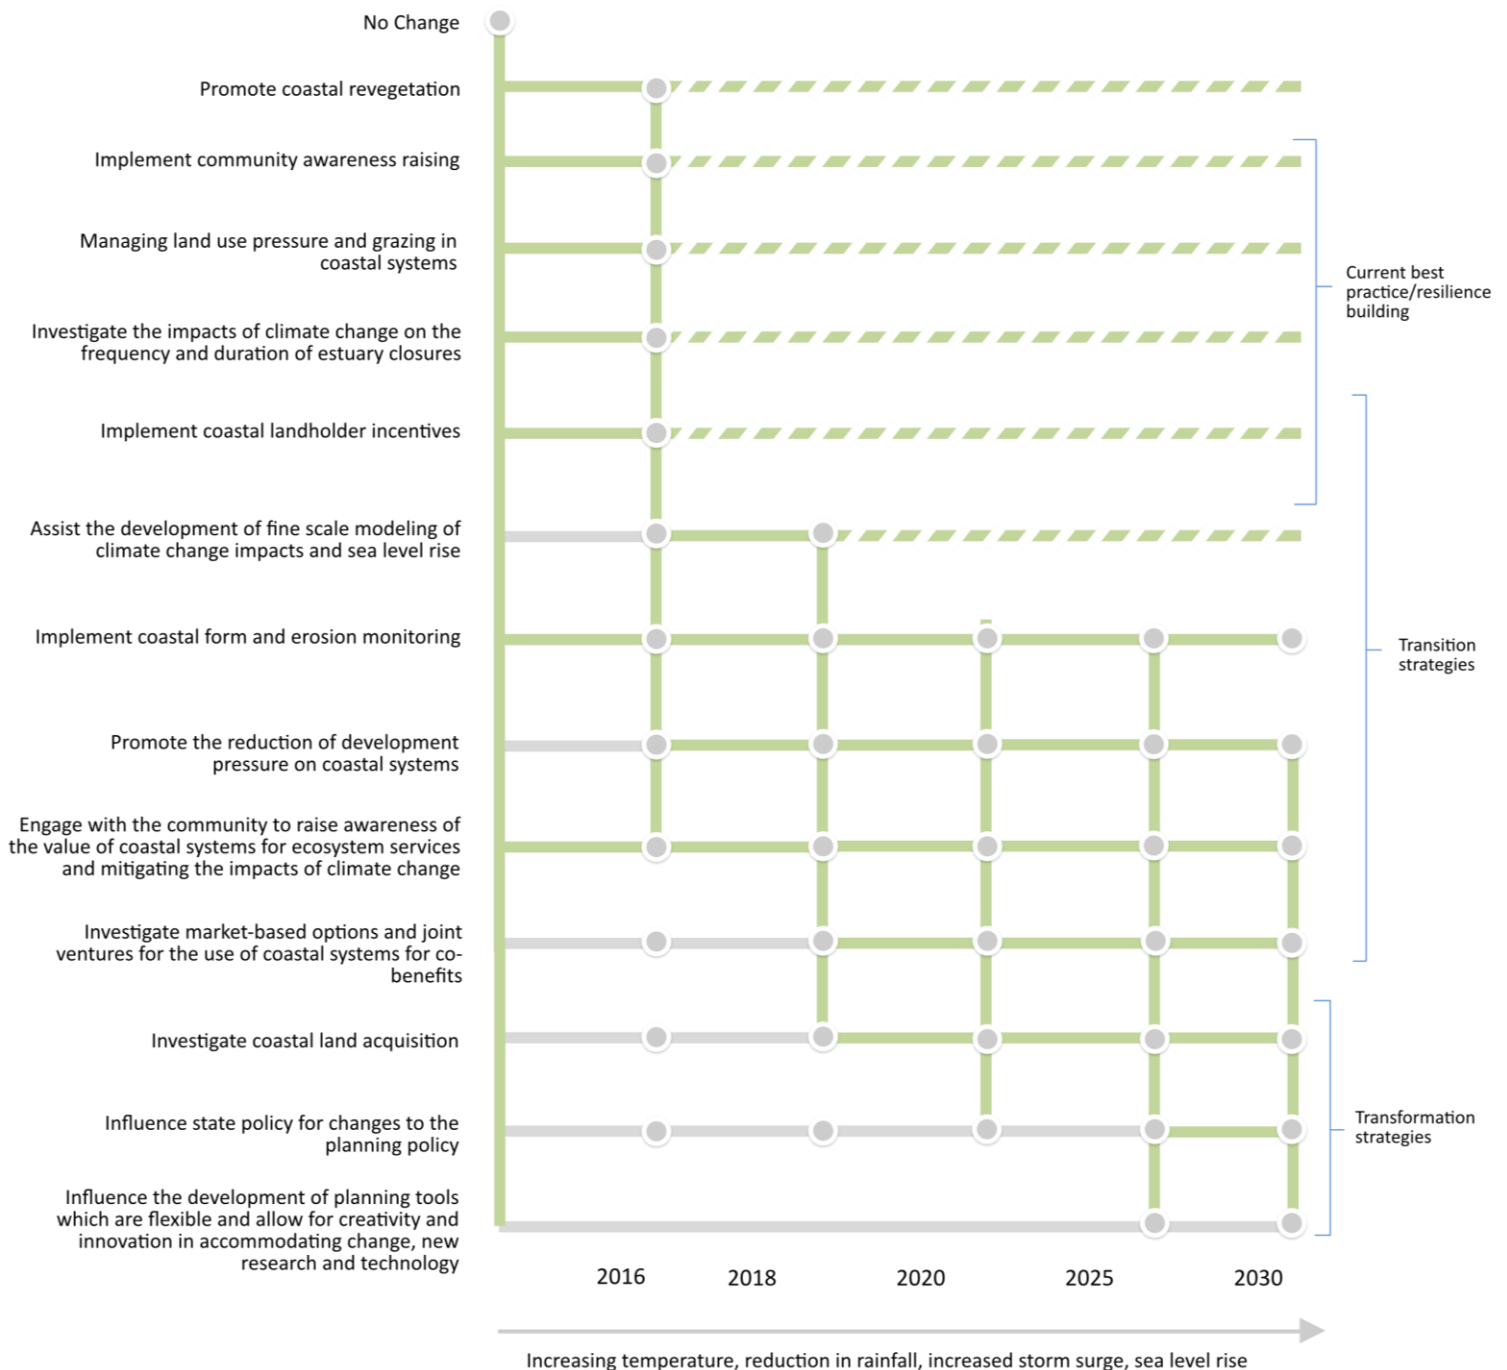 No Change
Promote coastal revegetation
Implement community awareness raising
Managing land use pressure and grazing in
coastal systems
Investigate the impacts of climate change on the
frequency and duration of estuary closures
Implement coastal landholder incentives
Assist the development of fine scale modeling of
climate change impacts and sea level rise
Implement coastal form and erosion monitoring
Promote the reduction of development
pressure on coastal systems
Engage with the community to raise awareness of
the value of coastal systems for ecosystem services
and mitigating the impacts of climate change
Investigate market-based options and joint
ventures for the use of coastal systems for co-
benefits
Investigate coastal land acquisition
Influence state policy for changes to the
planning policy
Influence the development of planning tools
which are flexible and allow for creativity and
innovation in accommodating change, new
research and technology
Current best
practice/resilience
building
Transition
strategies
Transformation
strategies
2016 2018 2020 2025 2030
Increasing temperature, reduction in rainfall, increased storm surge, sea level rise